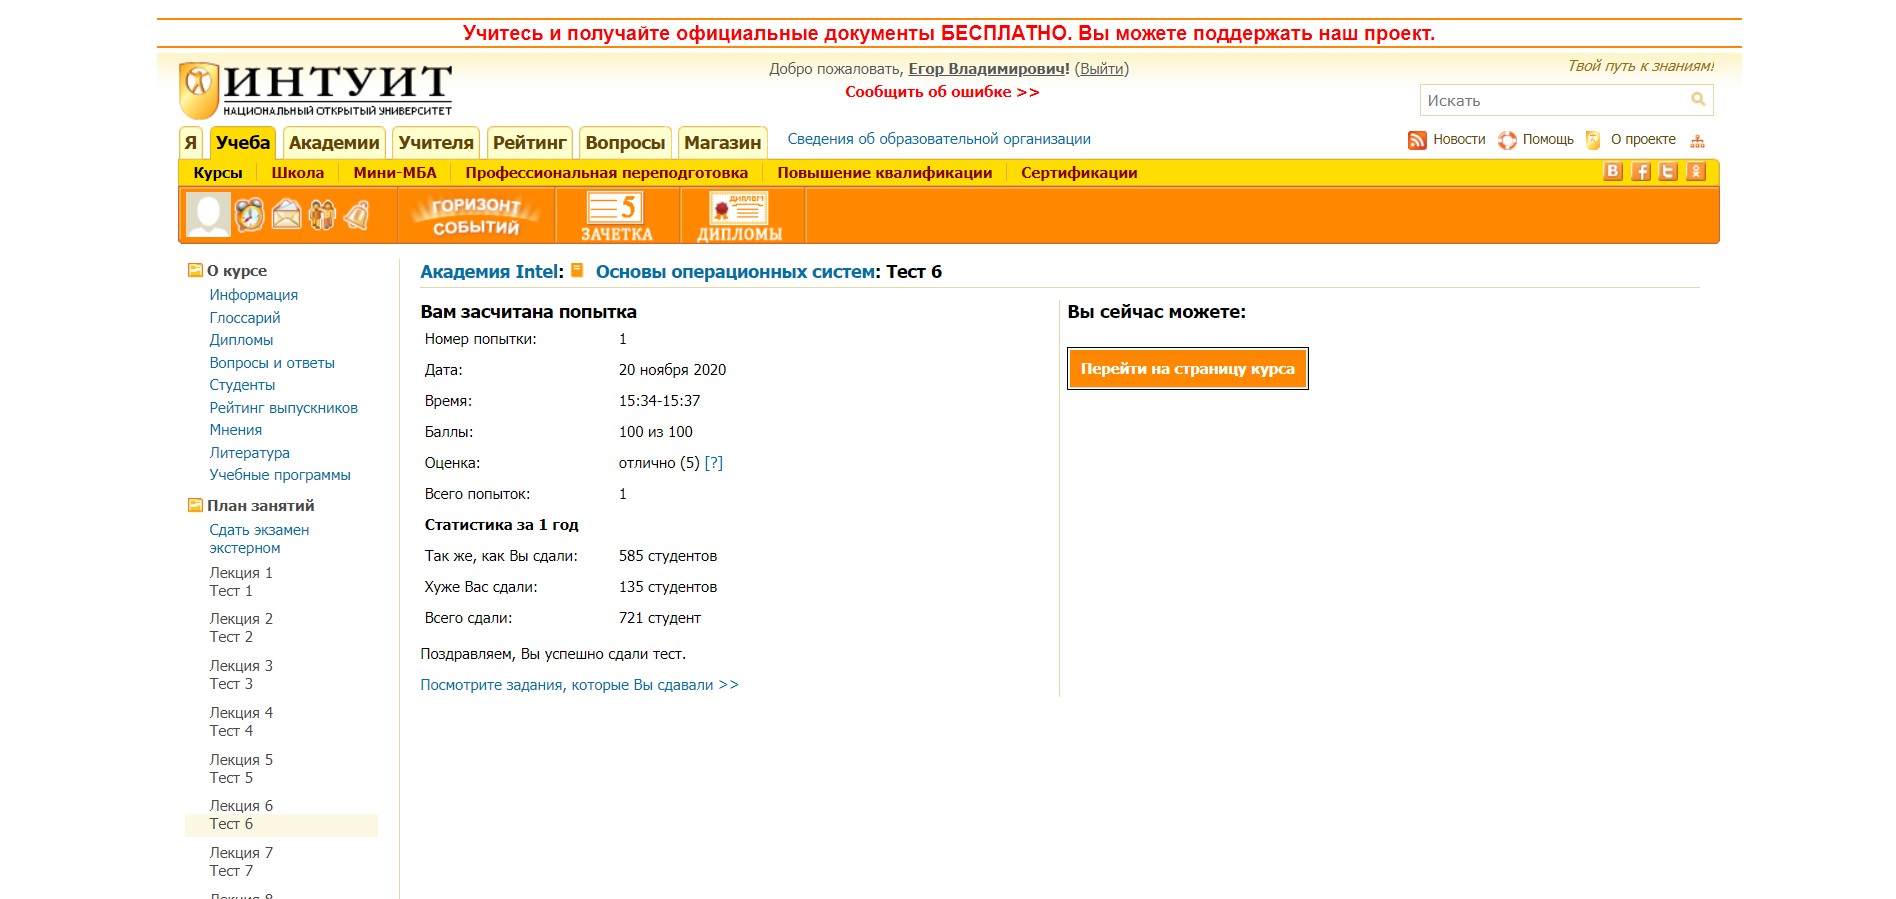 Учитесь и получайте официальные документы БЕСПЛАТНО. Вы можете поддержать наш проект.
ИНТУИТ
НАЦИОНАЛЬНЫЙ ОТКРЫТЫЙ УНИВЕРСИТЕТ
Добро пожаловать, Егор Владимирович! (Выйти)
Сообщить об ошибке >>
Твой путь к знаниям!
Искать
Я Учеба Академии Учителя Рейтинг Вопросы Магазин Сведения об образовательной организации Новости Помощь О проекте
Курсы Школа Мини-МБА Профессиональная переподготовка Повышение квалификации Сертификации
ГОРИЗОНТ СОБЫТИЙ
5 ЗАЧЕТКА
ДИПЛОМ ДИПЛОМЫ
О курсе
Информация
Глоссарий
Дипломы
Вопросы и ответы
Студенты
Рейтинг выпускников
Мнения
Литература
Учебные программы
План занятий
Сдать экзамен
экстерном
Лекция 1
Тест 1
Лекция 2
Тест 2
Лекция 3
Тест 3
Лекция 4
Тест 4
Лекция 5
Тест 5
Лекция 6
Тест 6
Лекция 7
Тест 7
Академия Intel: Основы операционных систем: Тест 6
Вам засчитана попытка
Номер попытки: 1
Дата: 20 ноября 2020
Время: 15:34-15:37
Баллы: 100 из 100
Оценка: отлично (5) [?]
Всего попыток: 1
Статистика за 1 год
Так же, как Вы сдали: 585 студентов
Хуже Вас сдали: 135 студентов
Всего сдали: 721 студент
Поздравляем, Вы успешно сдали тест.
Посмотрите задания, которые Вы сдавали >>
Вы сейчас можете:
Перейти на страницу курса